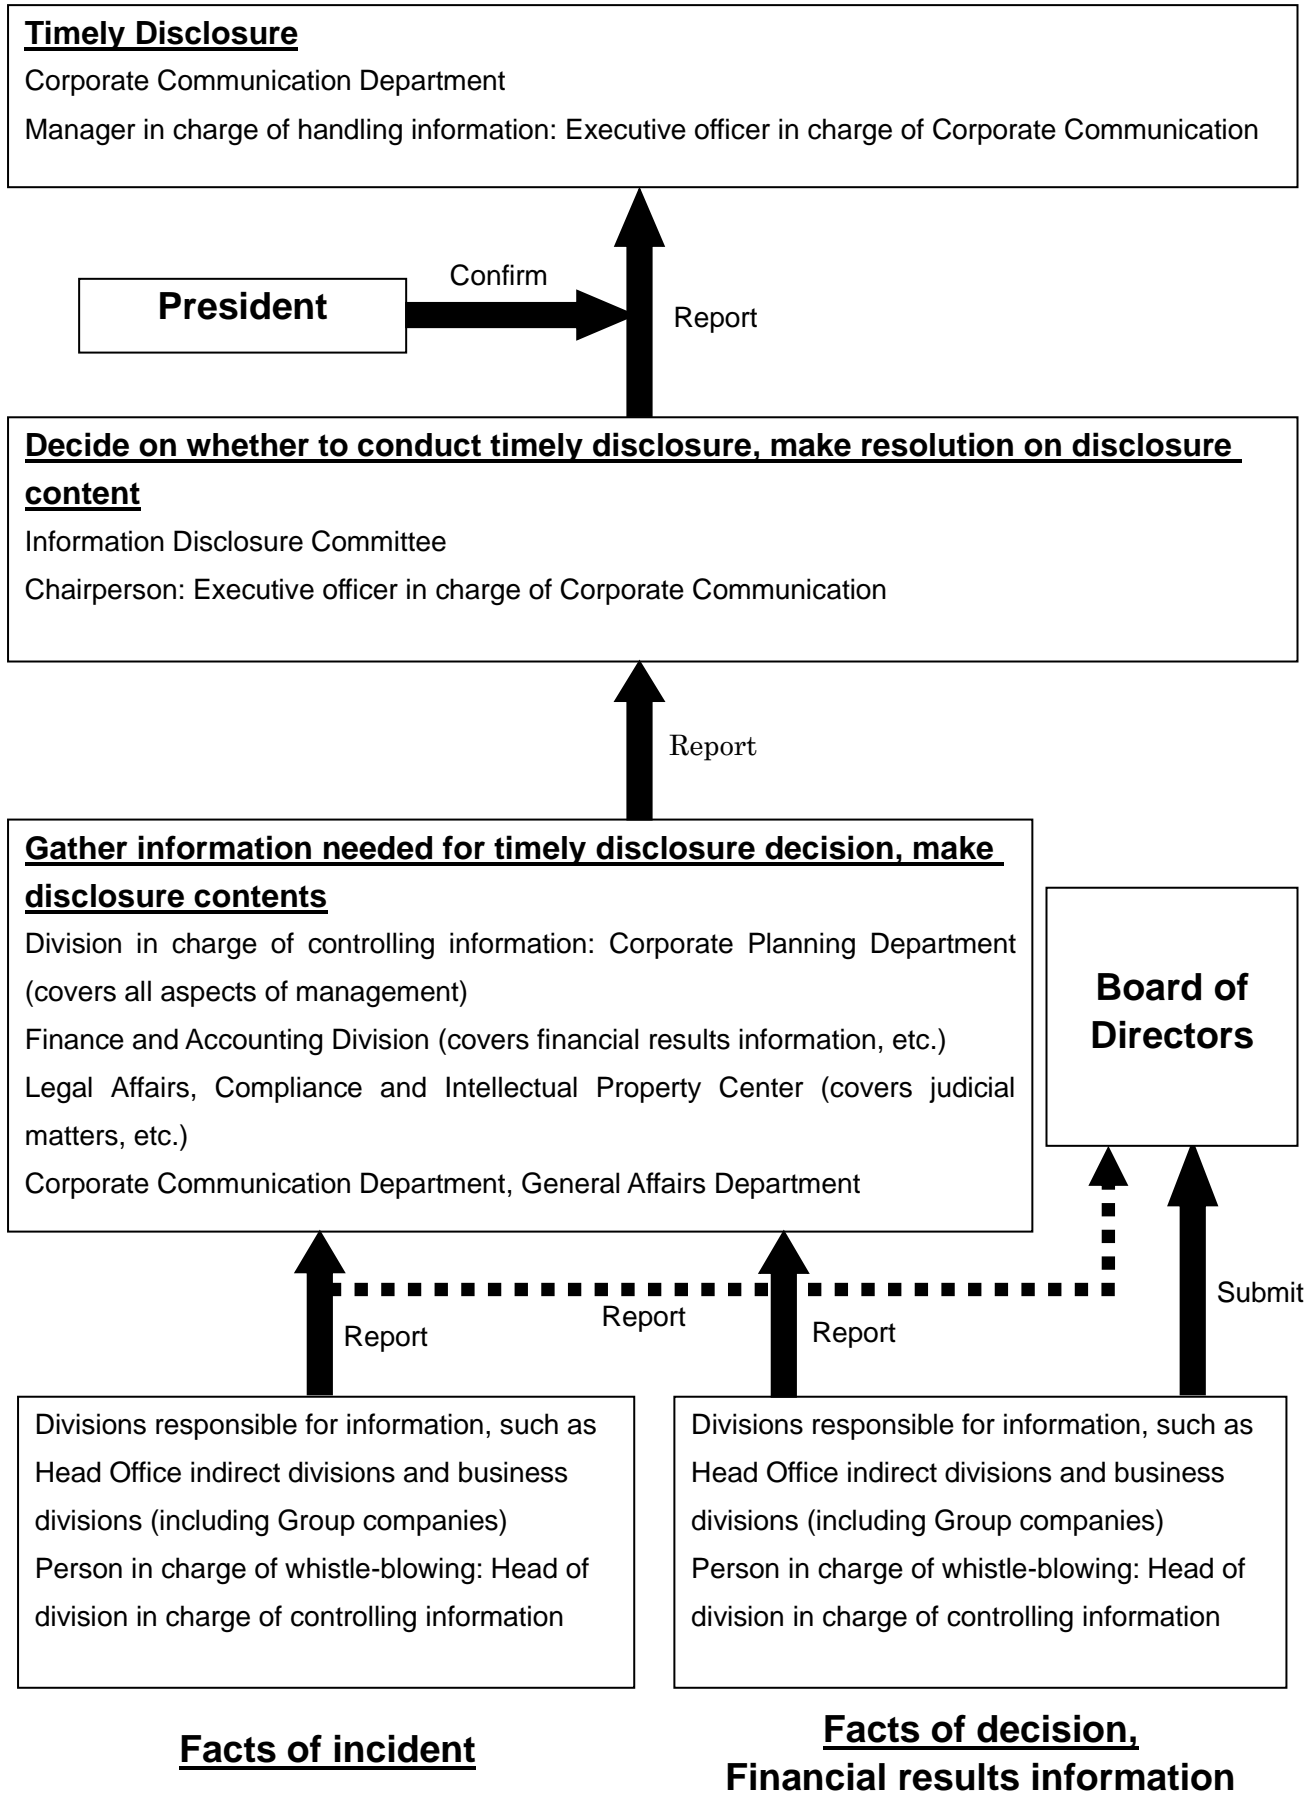 Timely Disclosure
Corporate Communication Department
Manager in charge of handling information: Executive officer in charge of Corporate Communication
Confirm
President
Report
Decide on whether to conduct timely disclosure, make resolution on disclosure
content
Information Disclosure Committee
Chairperson: Executive officer in charge of Corporate Communication
Report
Gather information needed for timely disclosure decision, make
disclosure contents
Division in charge of controlling information: Corporate Planning Department
(covers all aspects of management)
Finance and Accounting Division (covers financial results information, etc.)
Legal Affairs, Compliance and Intellectual Property Center (covers judicial
matters, etc.)
Corporate Communication Department, General Affairs Department
Board of
Directors
Submit
Report
Report
Report
Divisions responsible for information, such as
Head Office indirect divisions and business
divisions (including Group companies)
Person in charge of whistle-blowing: Head of
division in charge of controlling information
Divisions responsible for information, such as
Head Office indirect divisions and business
divisions (including Group companies)
Person in charge of whistle-blowing: Head of
division in charge of controlling information
Facts of incident
Facts of decision,
Financial results information